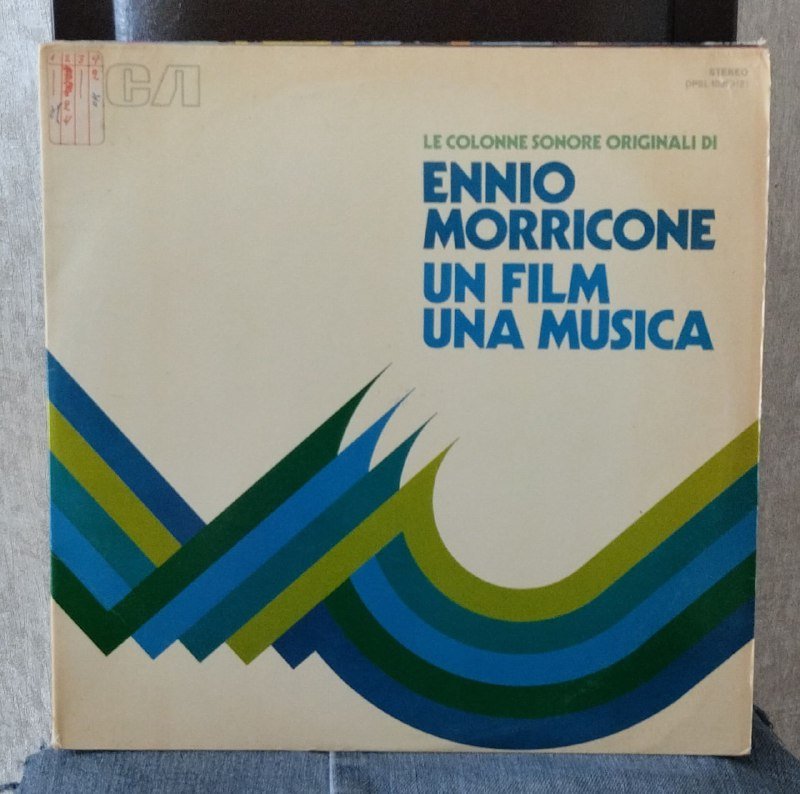 RCA
STEREO
LE COLONNE SONORE ORIGINALI DI
ENNIO
MORRICONE
UN FILM
UNA MUSICA